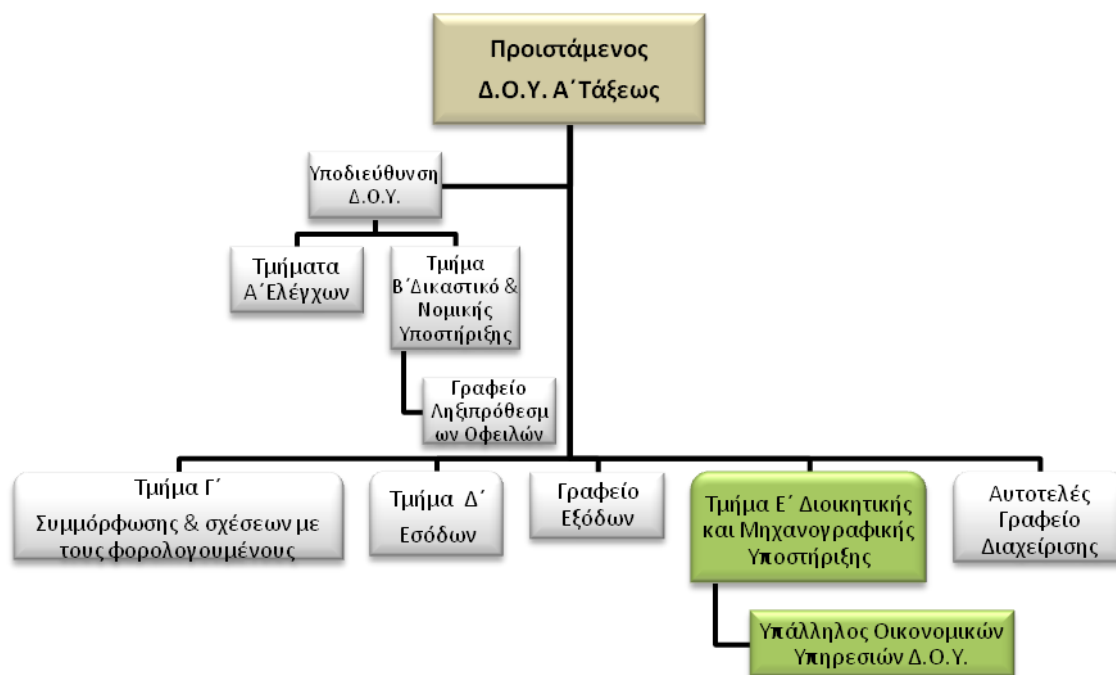 Προιστάμενος
Δ.Ο.Υ. Α΄Τάξεως
Υποδιεύθυνση
Δ.Ο.Υ.
Τμήματα
Α΄Ελέγχων
Τμήμα
Β΄Δικαστικό &
Νομικής
Υποστήριξης
Γραφείο
Ληξιπρόθεσμ
ων Οφειλών
Τμήμα Γ΄
Συμμόρφωσης & σχέσεων με
τους φορολογουμένους
Τμήμα Δ΄
Εσόδων
Γραφείο
Εξόδων
Τμήμα Ε΄ Διοικητικής
και Μηχανογραφικής
Υποστήριξης
Αυτοτελές
Γραφείο
Διαχείρισης
Υπάλληλος Οικονομικών
Υπηρεσιών Δ.Ο.Υ.